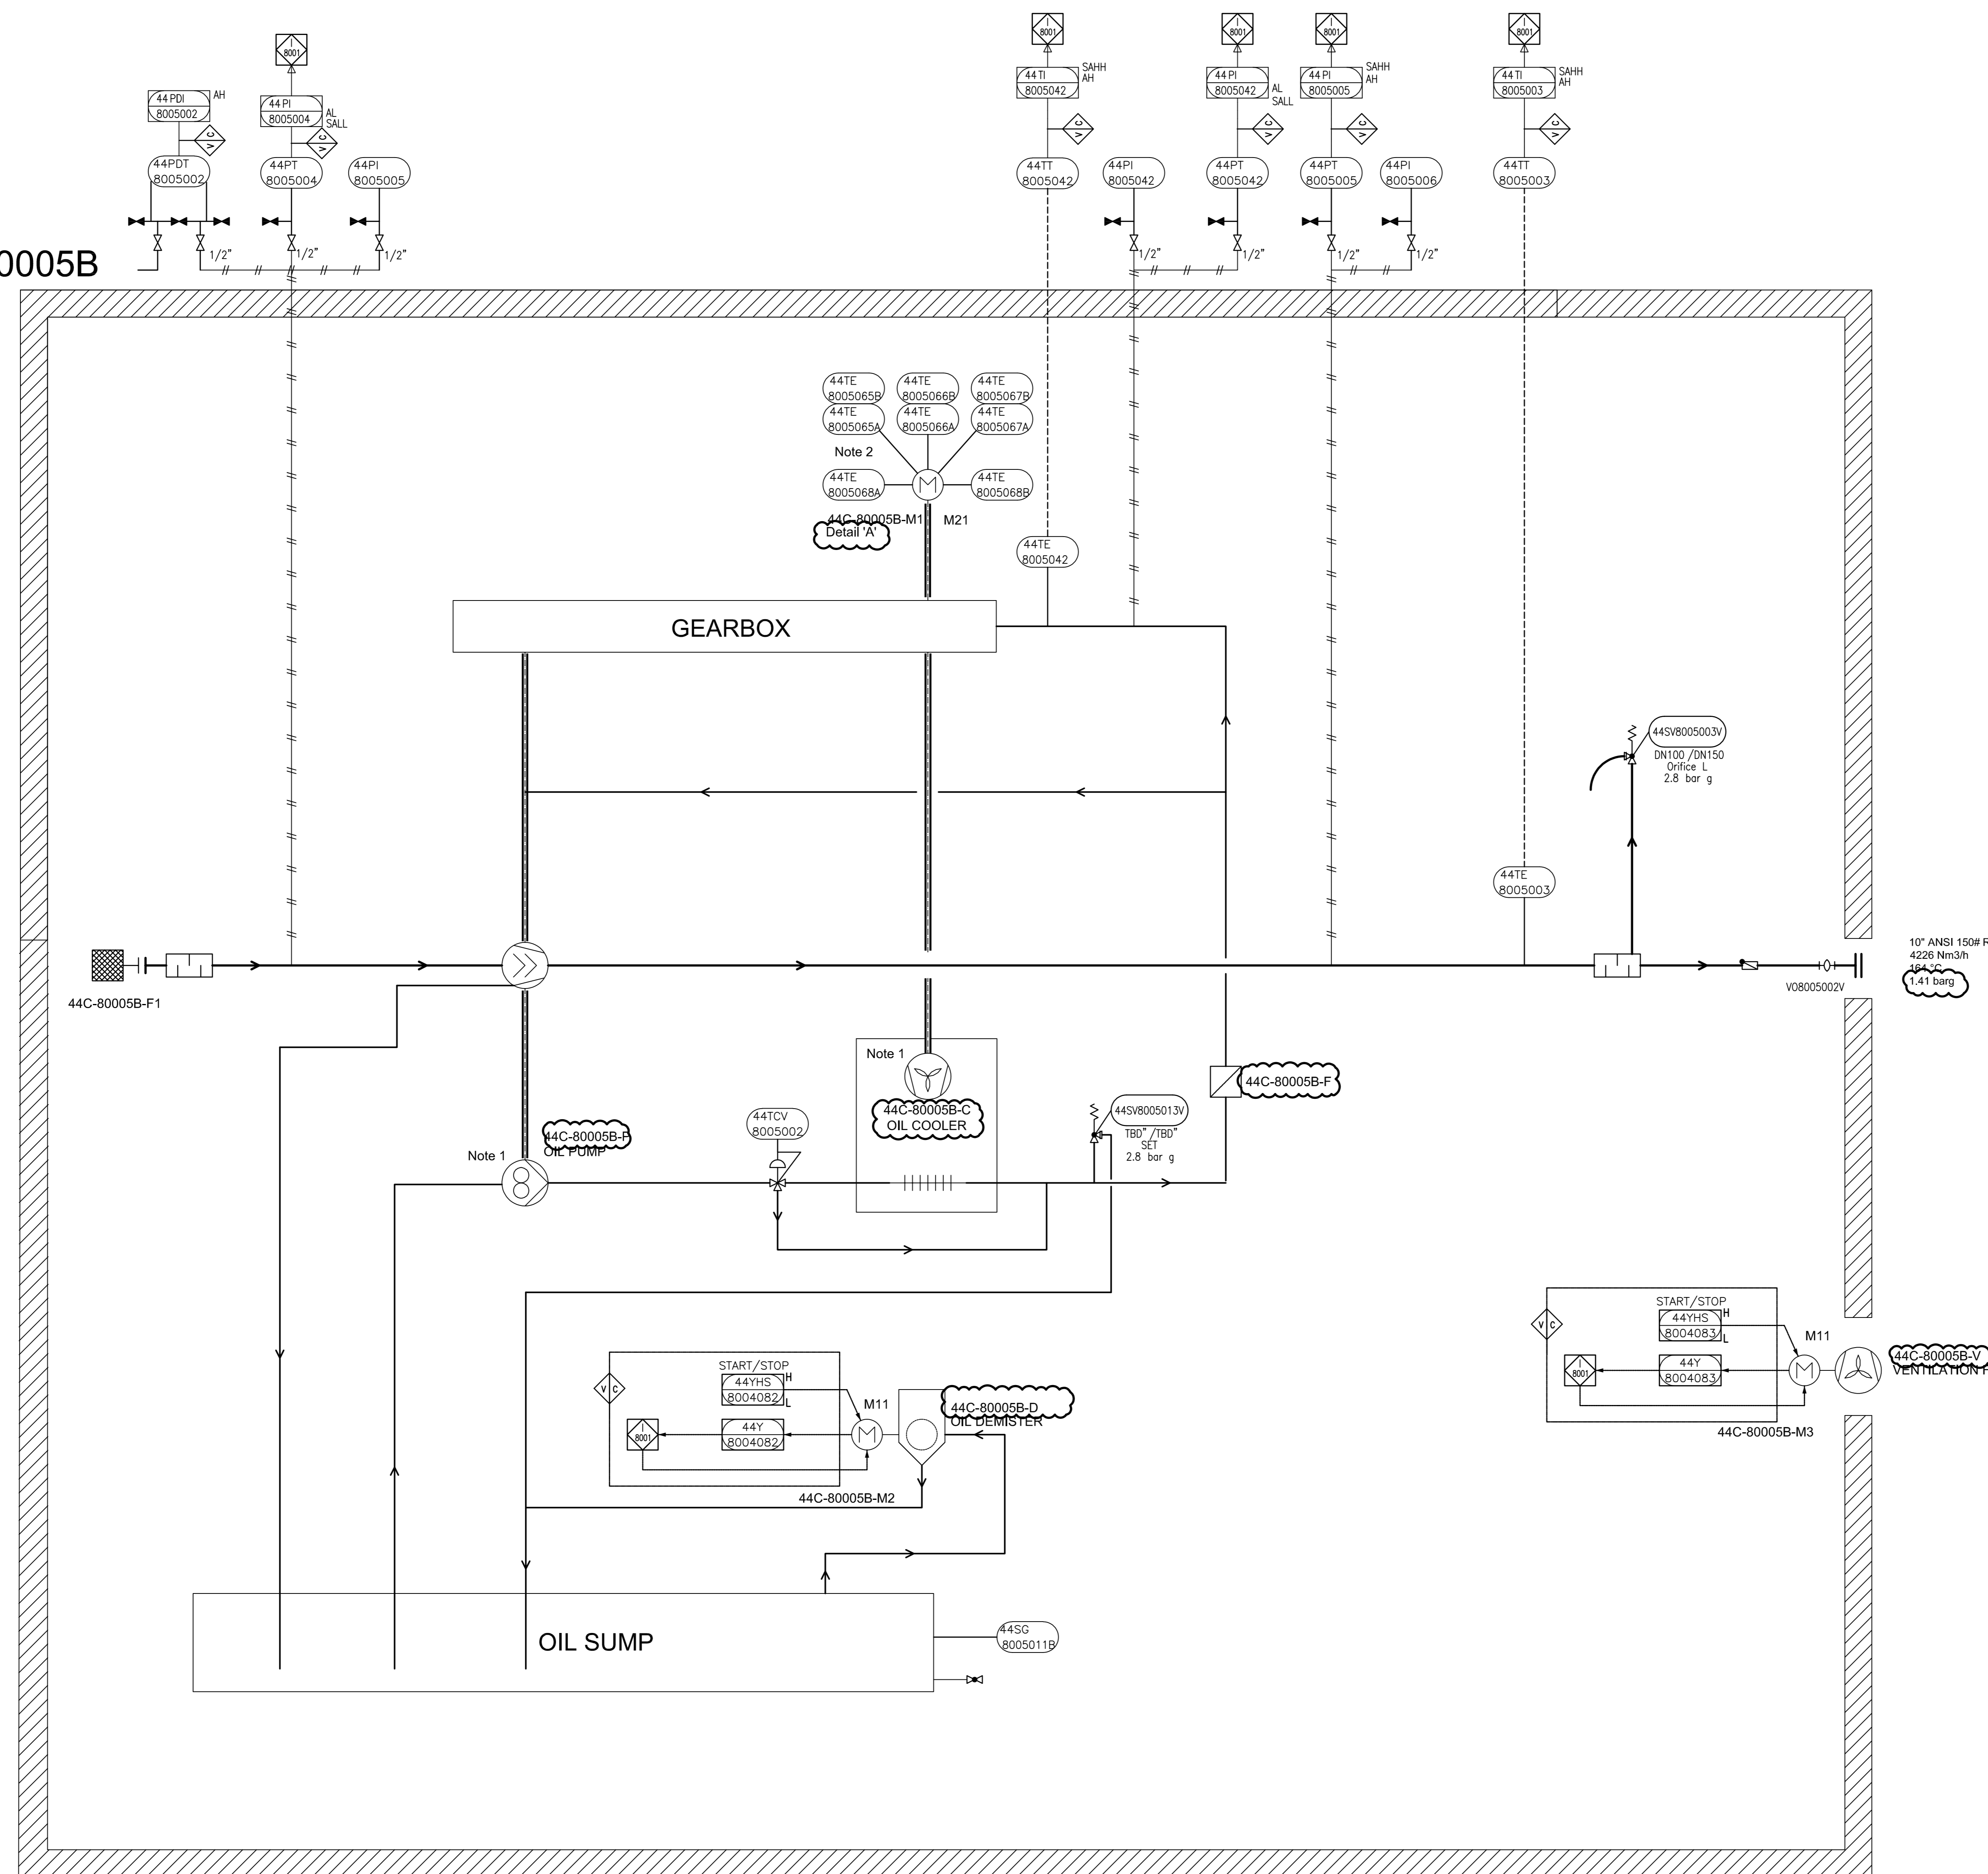 I
8001
I
8001
I
8001
I
8001
I
8001
44 PDI
8005002
AH
44 PI
8005004
AL
SALL
44 TI
8005042
SAHH
AH
44 PI
8005042
AL
SALL
44 PI
8005005
SAHH
AH
44 TI
8005003
SAHH
AH
V C
V C
V C
V C
V C
V C
44PDT
8005002
44PT
8005004
44PI
8005005
44TT
8005042
44PI
8005042
44PT
8005042
44PT
8005005
44PI
8005006
44TT
8005003
0005B
1/2"
1/2"
1/2"
1/2"
1/2"
1/2"
1/2"
44TE
8005065B
44TE
8005066B
44TE
8005067B
44TE
8005065A
44TE
8005066A
44TE
8005067A
Note 2
44TE
8005068A
M
44TE
8005068B
44C-80005B-M1
M21
Detail 'A'
44TE
8005042
GEARBOX
44SV8005003V
DN100 /DN150
Orifice L
2.8 bar g
44TE
8005003
44C-80005B-F1
VO8005002V
10" ANSI 150# R
4226 Nm3/h
164 °C
1.41 barg
Note 1
44C-80005B-C
OIL COOLER
44C-80005B-F
44C-80005B-P
OIL PUMP
Note 1
44TCV
8005002
44SV8005013V
TBD" /TBD"
SET
2.8 bar g
V C
START/STOP
44YHS
8004082
H
L
M11
I
8001
44Y
8004082
M
44C-80005B-D
OIL DEMISTER
44C-80005B-M2
V C
START/STOP
44YHS
8004083
H
L
M11
I
8001
44Y
8004083
M
44C-80005B-V
VENTILATION F
44C-80005B-M3
OIL SUMP
44SG
8005011B